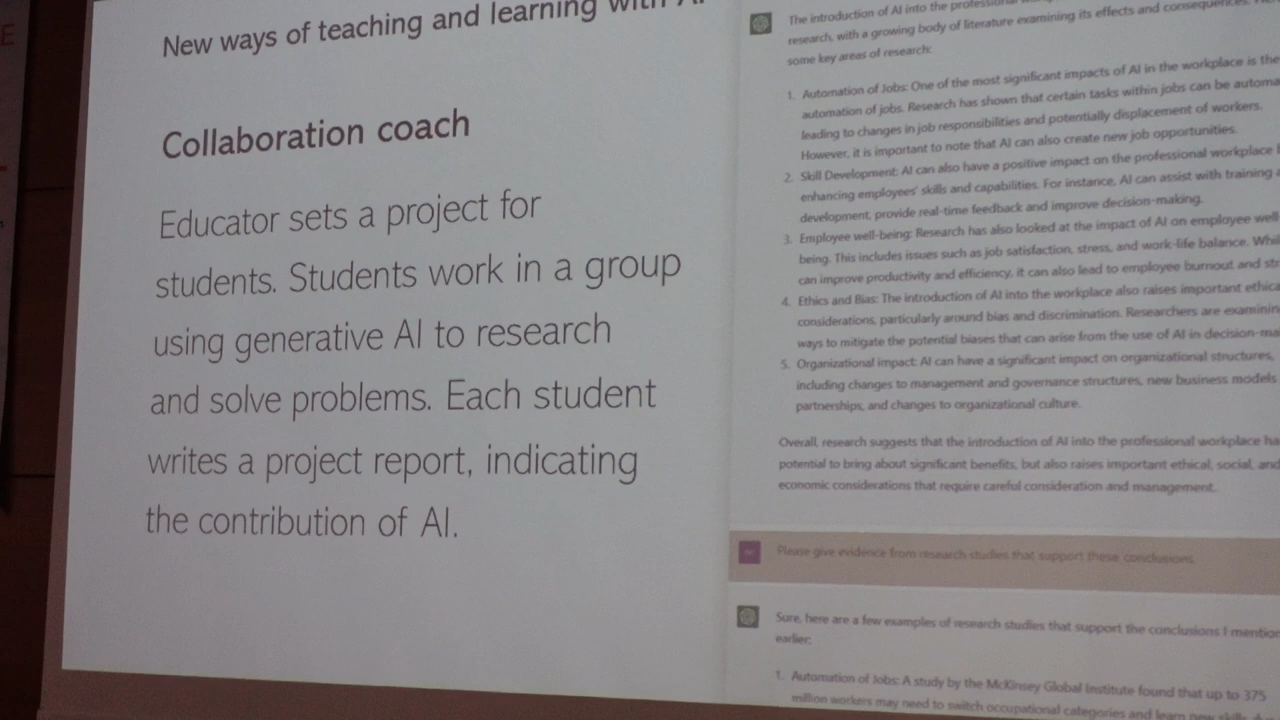 New ways of teaching and learning with AI
Collaboration coach
Educator sets a project for
students. Students work in a group
using generative AI to research
and solve problems. Each student
writes a project report, indicating
the contribution of AI.
The introduction of AI into the professional
research, with a growing body of literature examining its effects and consequences.
some key areas of research:
1. Automation of Jobs: One of the most significant impacts of AI in the workplace is the
automation of jobs. Research has shown that certain tasks within jobs can be
leading to changes in job responsibilities and potentially displacement of workers.
However, it is important to note that AI can also create new job opportunities.
2. Skill Development: AI can also have a positive impact on the professional workplace
enhancing employees' skills and capabilities. For instance, AI can assist with training
development, provide real-time feedback and improve decision-making.
3. Employee well-being: Research has also looked at the impact of AI on employee well
being. This includes issues such as job satisfaction, stress, and work-life balance.
can improve productivity and efficiency, it can also lead to employee burnout and
4. Ethics and Bias: The introduction of AI into the workplace also raises important
considerations, particularly around bias and discrimination. Researchers are
ways to mitigate the potential biases that can arise from the use of AI in
5. Organizational impact: AI can have a significant impact on organizational structures,
including changes to management and governance structures, new business models
partnerships, and changes to organizational culture.
Overall, research suggests that the introduction of AI into the professional workplace
potential to bring about significant benefits, but also raises important ethical, social, and
economic considerations that require careful consideration and management.
Please give evidence from research studies that support these conclusions.
Sure, here are a few examples of research studies that support the conclusions I
earlier:
1. Automation of Jobs: A study by the McKinsey Global Institute found that up to 375
million workers may need to switch occupational categories and learn new skills